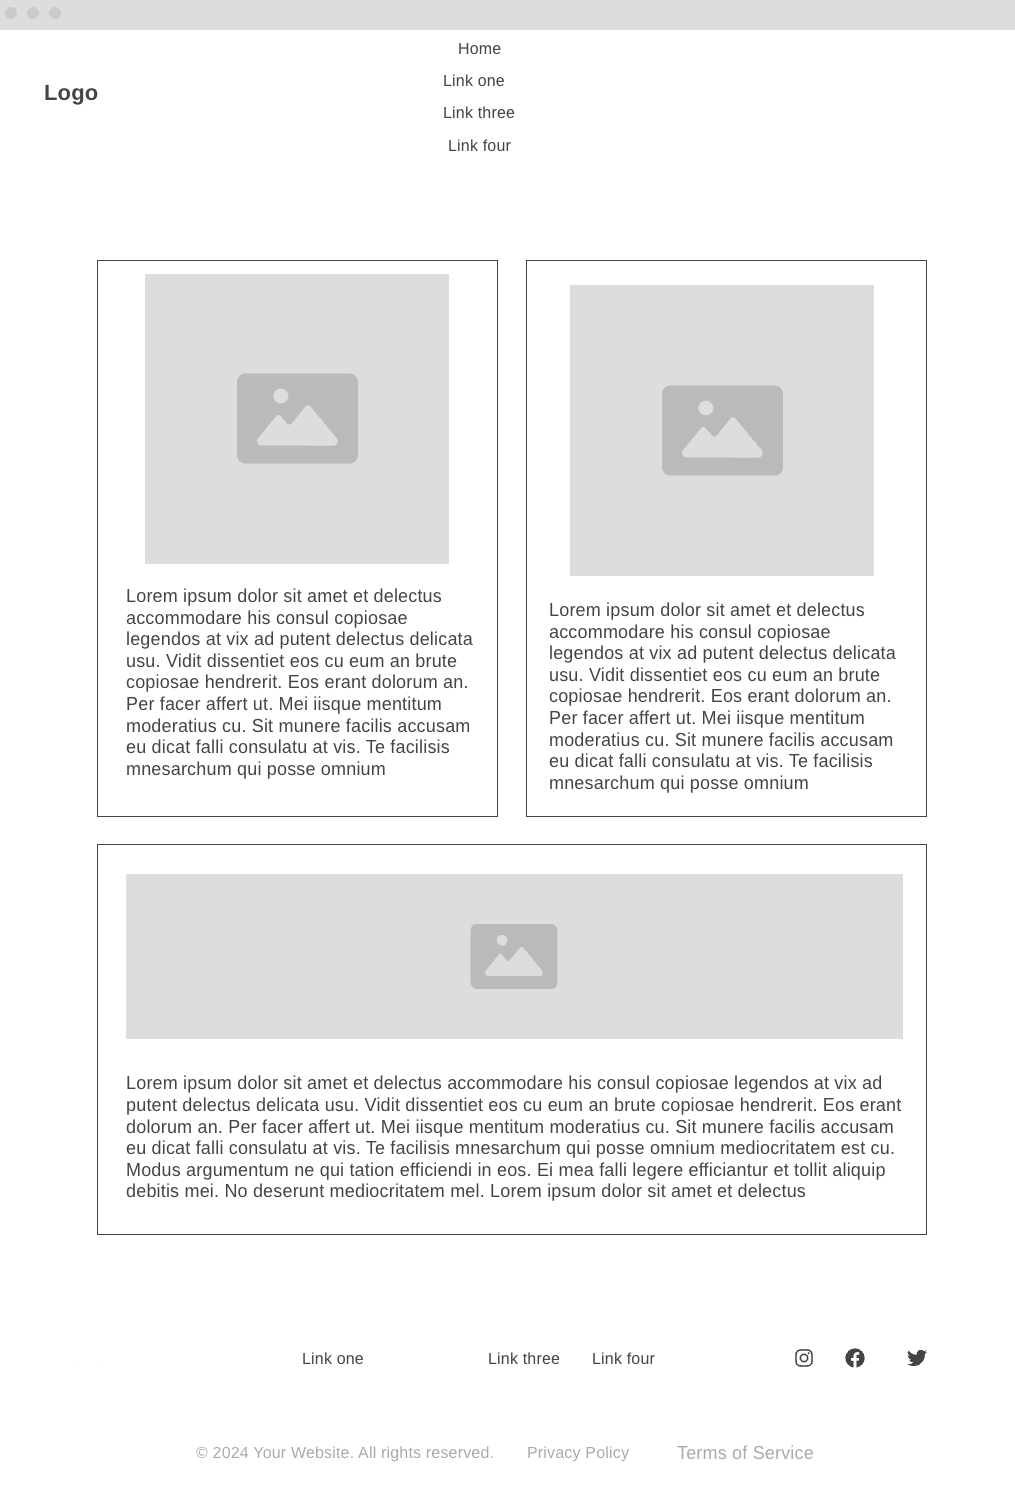 Home
Logo
Link one
Link three
Link four
Lorem ipsum dolor sit amet et delectus
accommodare his consul copiosae
legendos at vix ad putent delectus delicata
usu. Vidit dissentiet eos cu eum an brute
copiosae hendrerit. Eos erant dolorum an.
Per facer affert ut. Mei iisque mentitum
moderatius cu. Sit munere facilis accusam
eu dicat falli consulatu at vis. Te facilisis
mnesarchum qui posse omnium
Lorem ipsum dolor sit amet et delectus
accommodare his consul copiosae
legendos at vix ad putent delectus delicata
usu. Vidit dissentiet eos cu eum an brute
copiosae hendrerit. Eos erant dolorum an.
Per facer affert ut. Mei iisque mentitum
moderatius cu. Sit munere facilis accusam
eu dicat falli consulatu at vis. Te facilisis
mnesarchum qui posse omnium
Lorem ipsum dolor sit amet et delectus accommodare his consul copiosae legendos at vix ad
putent delectus delicata usu. Vidit dissentiet eos cu eum an brute copiosae hendrerit. Eos erant
dolorum an. Per facer affert ut. Mei iisque mentitum moderatius cu. Sit munere facilis accusam
eu dicat falli consulatu at vis. Te facilisis mnesarchum qui posse omnium mediocritatem est cu.
Modus argumentum ne qui tation efficiendi in eos. Ei mea falli legere efficiantur et tollit aliquip
debitis mei. No deserunt mediocritatem mel. Lorem ipsum dolor sit amet et delectus
Link one Link three Link four
© 2024 Your Website. All rights reserved. Privacy Policy Terms of Service